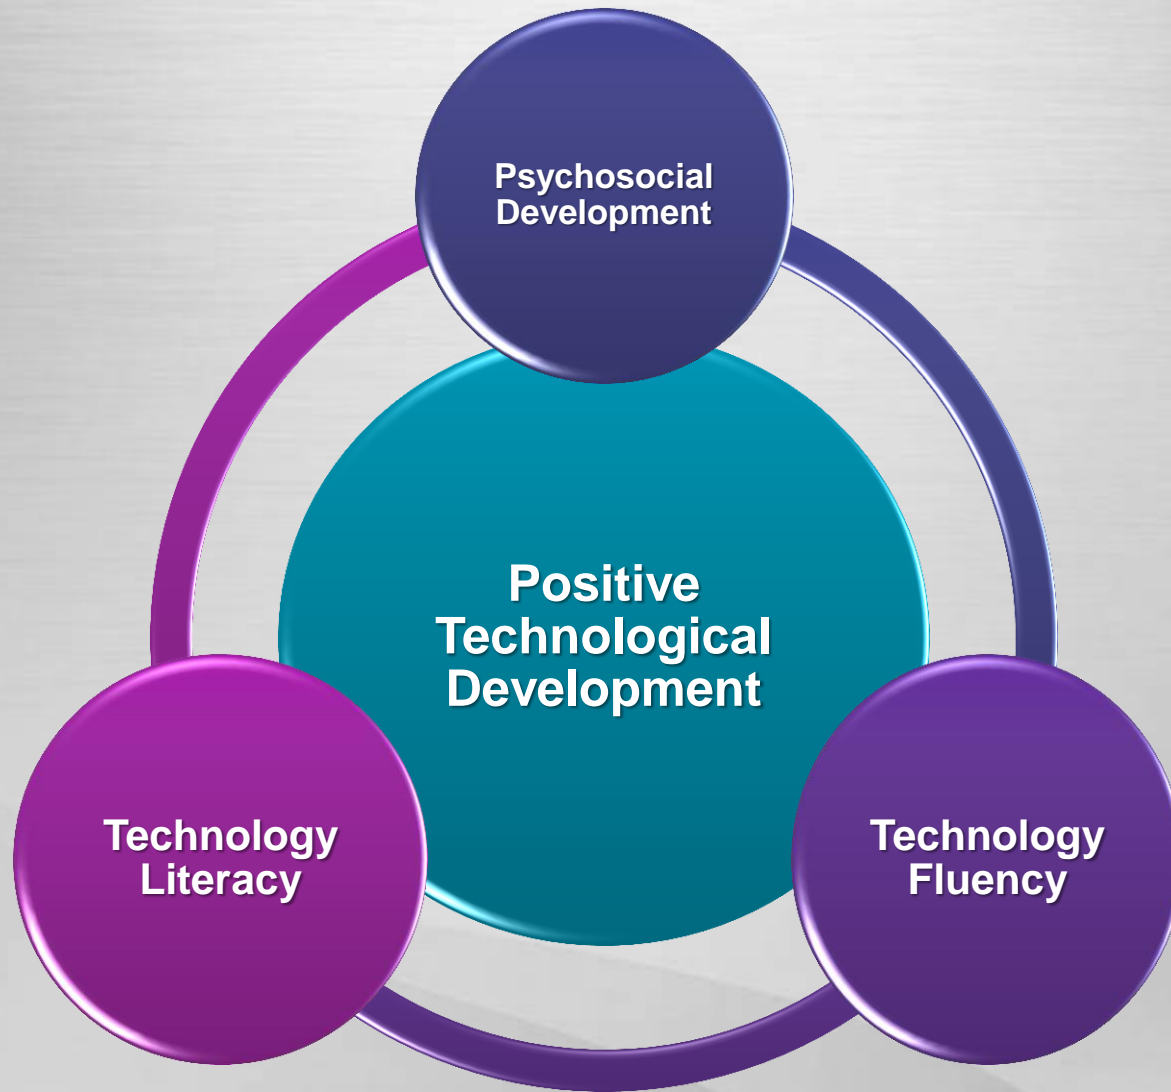 Psychosocial
Development
Positive
Technological
Development
Technology
Literacy
Technology
Fluency